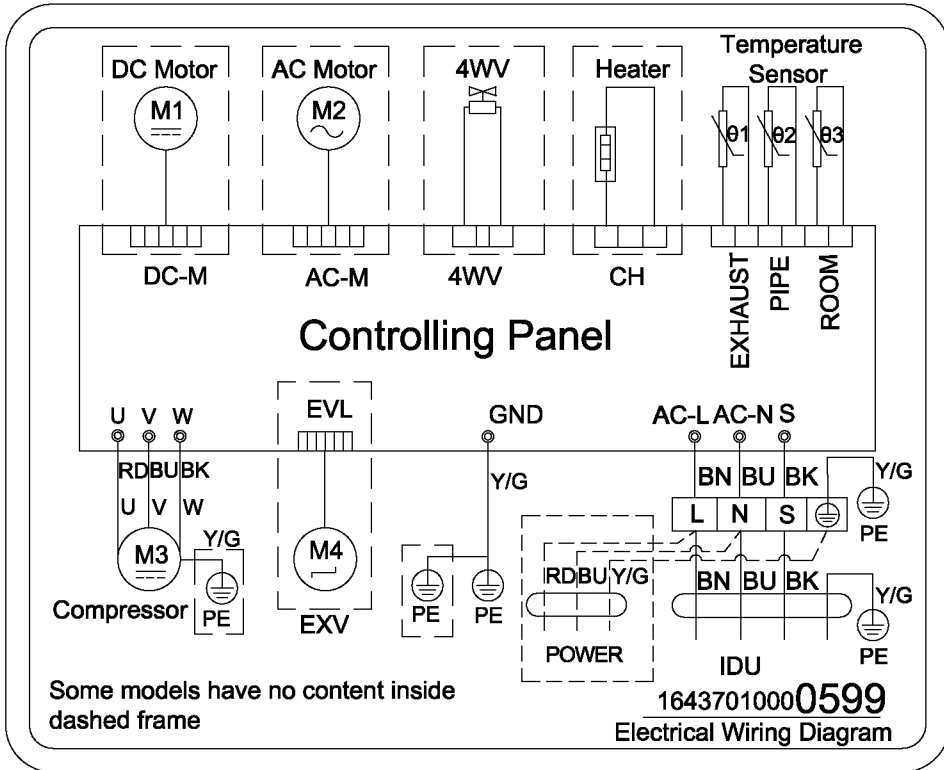 DC Motor
AC Motor
4WV
Heater
Temperature
Sensor
M1
M2
θ1
θ2
θ3
DC-M
AC-M
4WV
CH
EXHAUST
PIPE
ROOM
Controlling Panel
U V W
EVL
GND
AC-L AC-N S
RD BU BK
U V W
M3
Compressor
Y/G
PE
M4
EXV
Y/G
PE
PE
BN BU BK
Y/G
PE
L N S
RD BU Y/G
POWER
BN BU BK
Y/G
PE
IDU
Some models have no content inside
dashed frame
16437010000599
Electrical Wiring Diagram